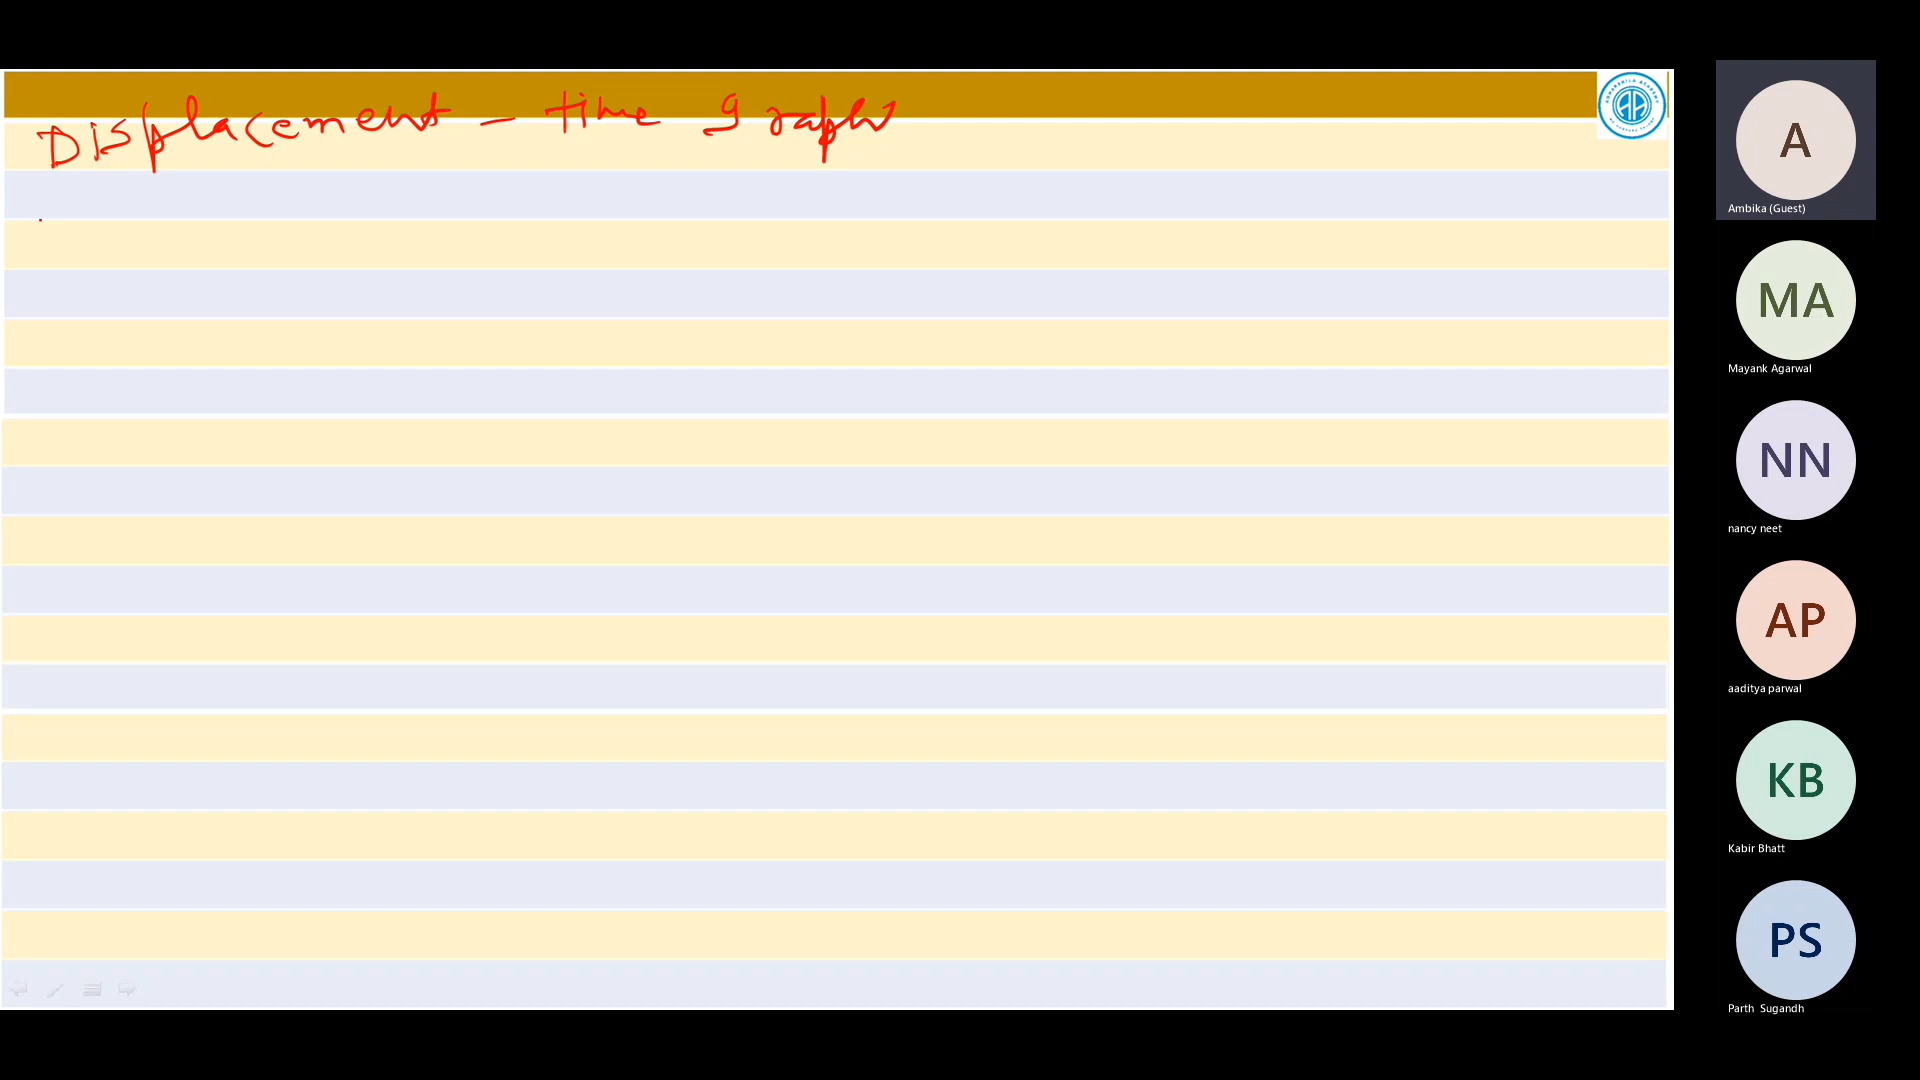 Displacement - time graph
A
Ambika (Guest)
MA
Mayank Agarwal
NN
nancy neet
AP
aaditya parwal
KB
Kabir Bhatt
PS
Parth Sugandh